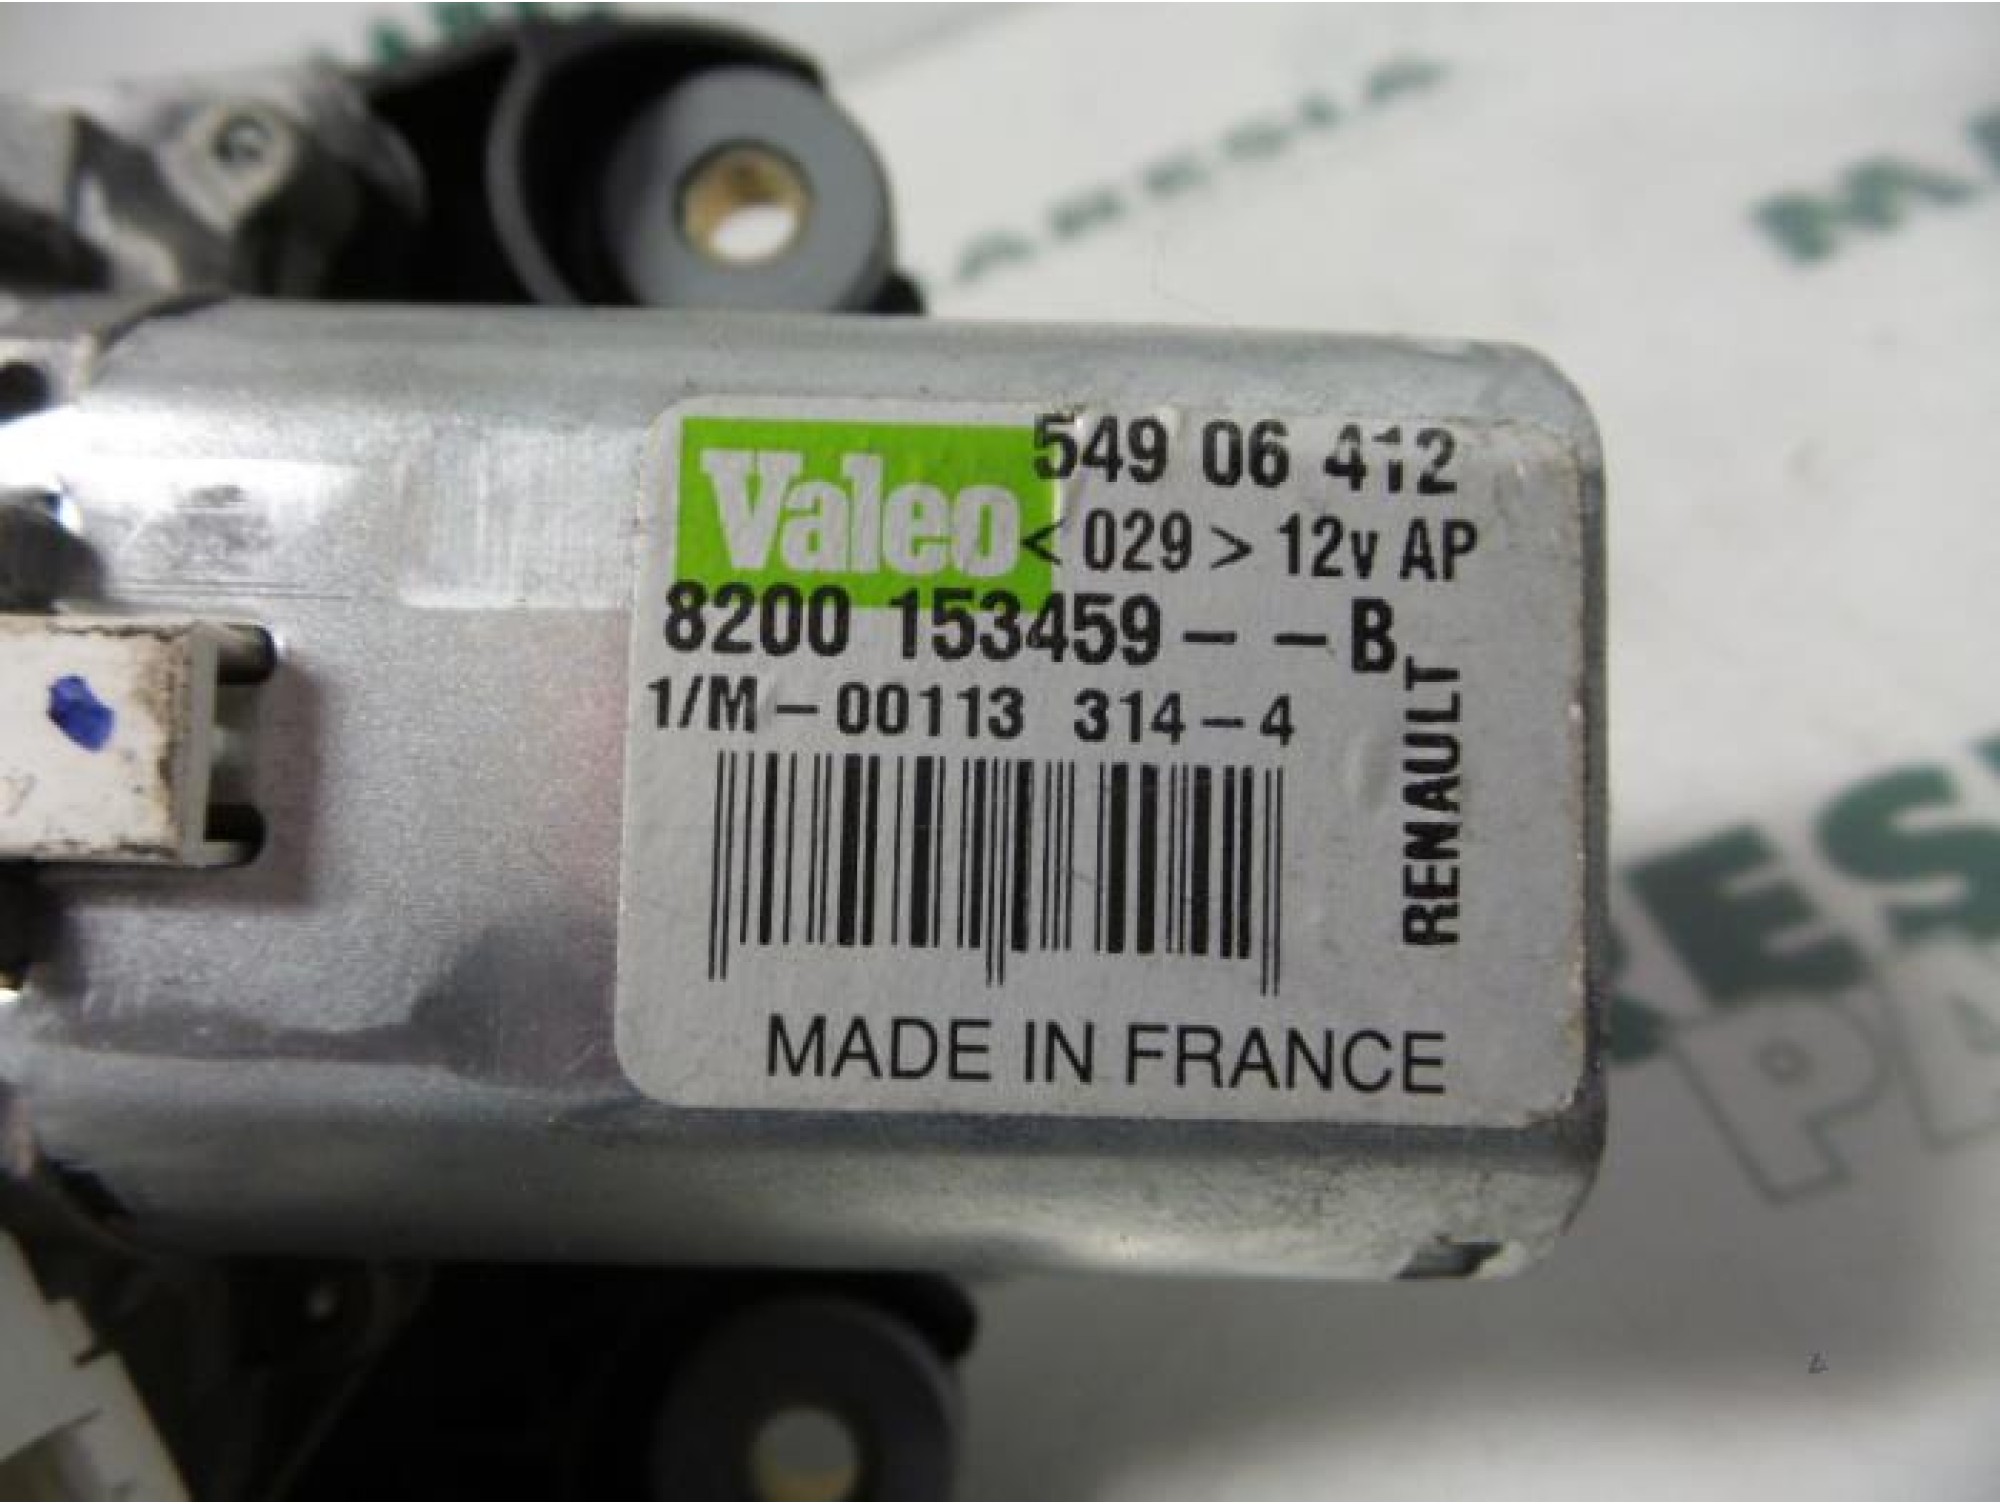 Valeo
549 06 412
< 029 > 12v AP
8200 153459 - - B
1/M - 00113 314 - 4
RENAULT
MADE IN FRANCE